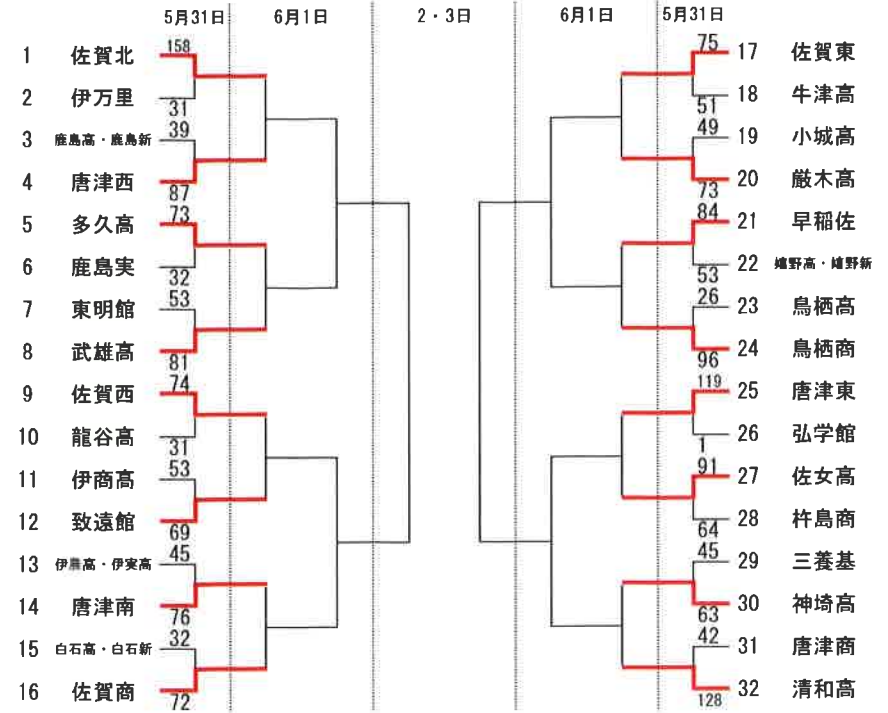 5月31日 6月1日 2・3日 6月1日 5月31日
1 佐賀北 158
2 伊万里 31
3 鹿島高・鹿島新 39
4 唐津西 87
5 多久高 73
6 鹿島実 32
7 東明館 53
8 武雄高 81
9 佐賀西 74
10 龍谷高 31
11 伊商高 53
12 致遠館 69
13 伊農高・伊実高 45
14 唐津南 76
15 白石高・白石新 32
16 佐賀商 72
75 17 佐賀東
51 18 牛津高
49 19 小城高
73 20 厳木高
84 21 早稲佐
53 22 嬉野高・嬉野新
26 23 鳥栖高
96 24 鳥栖商
119 25 唐津東
1 26 弘学館
91 27 佐女高
64 28 杵島商
45 29 三養基
63 30 神埼高
42 31 唐津商
128 32 清和高